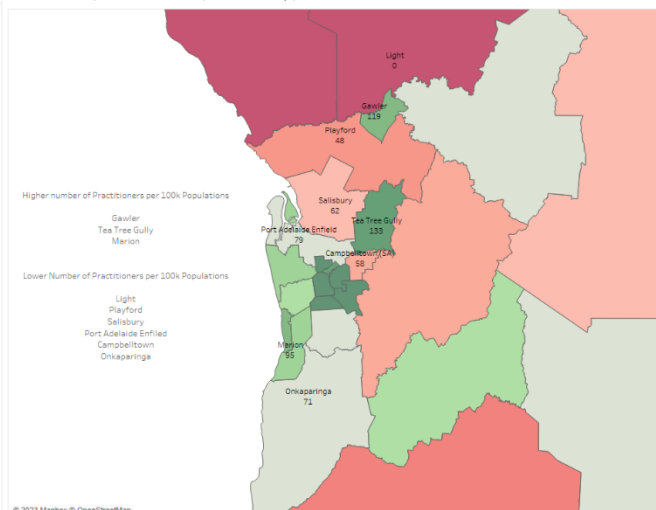 Light
0
Gawler
119
Playford
48
Higher number of Practitioners per 100k Populations
Gawler
Tea Tree Gully
Marion
Salisbury
62
Tea Tree Gully
133
Port Adelaide Enfield
79
Campbelltown (SA)
58
Lower Number of Practitioners per 100k Populations
Light
Playford
Salisbury
Port Adelaide Enfiled
Campbelltown
Onkaparinga
Marion
95
Onkaparinga
71
© 2023 Mapbox © OpenStreetMap